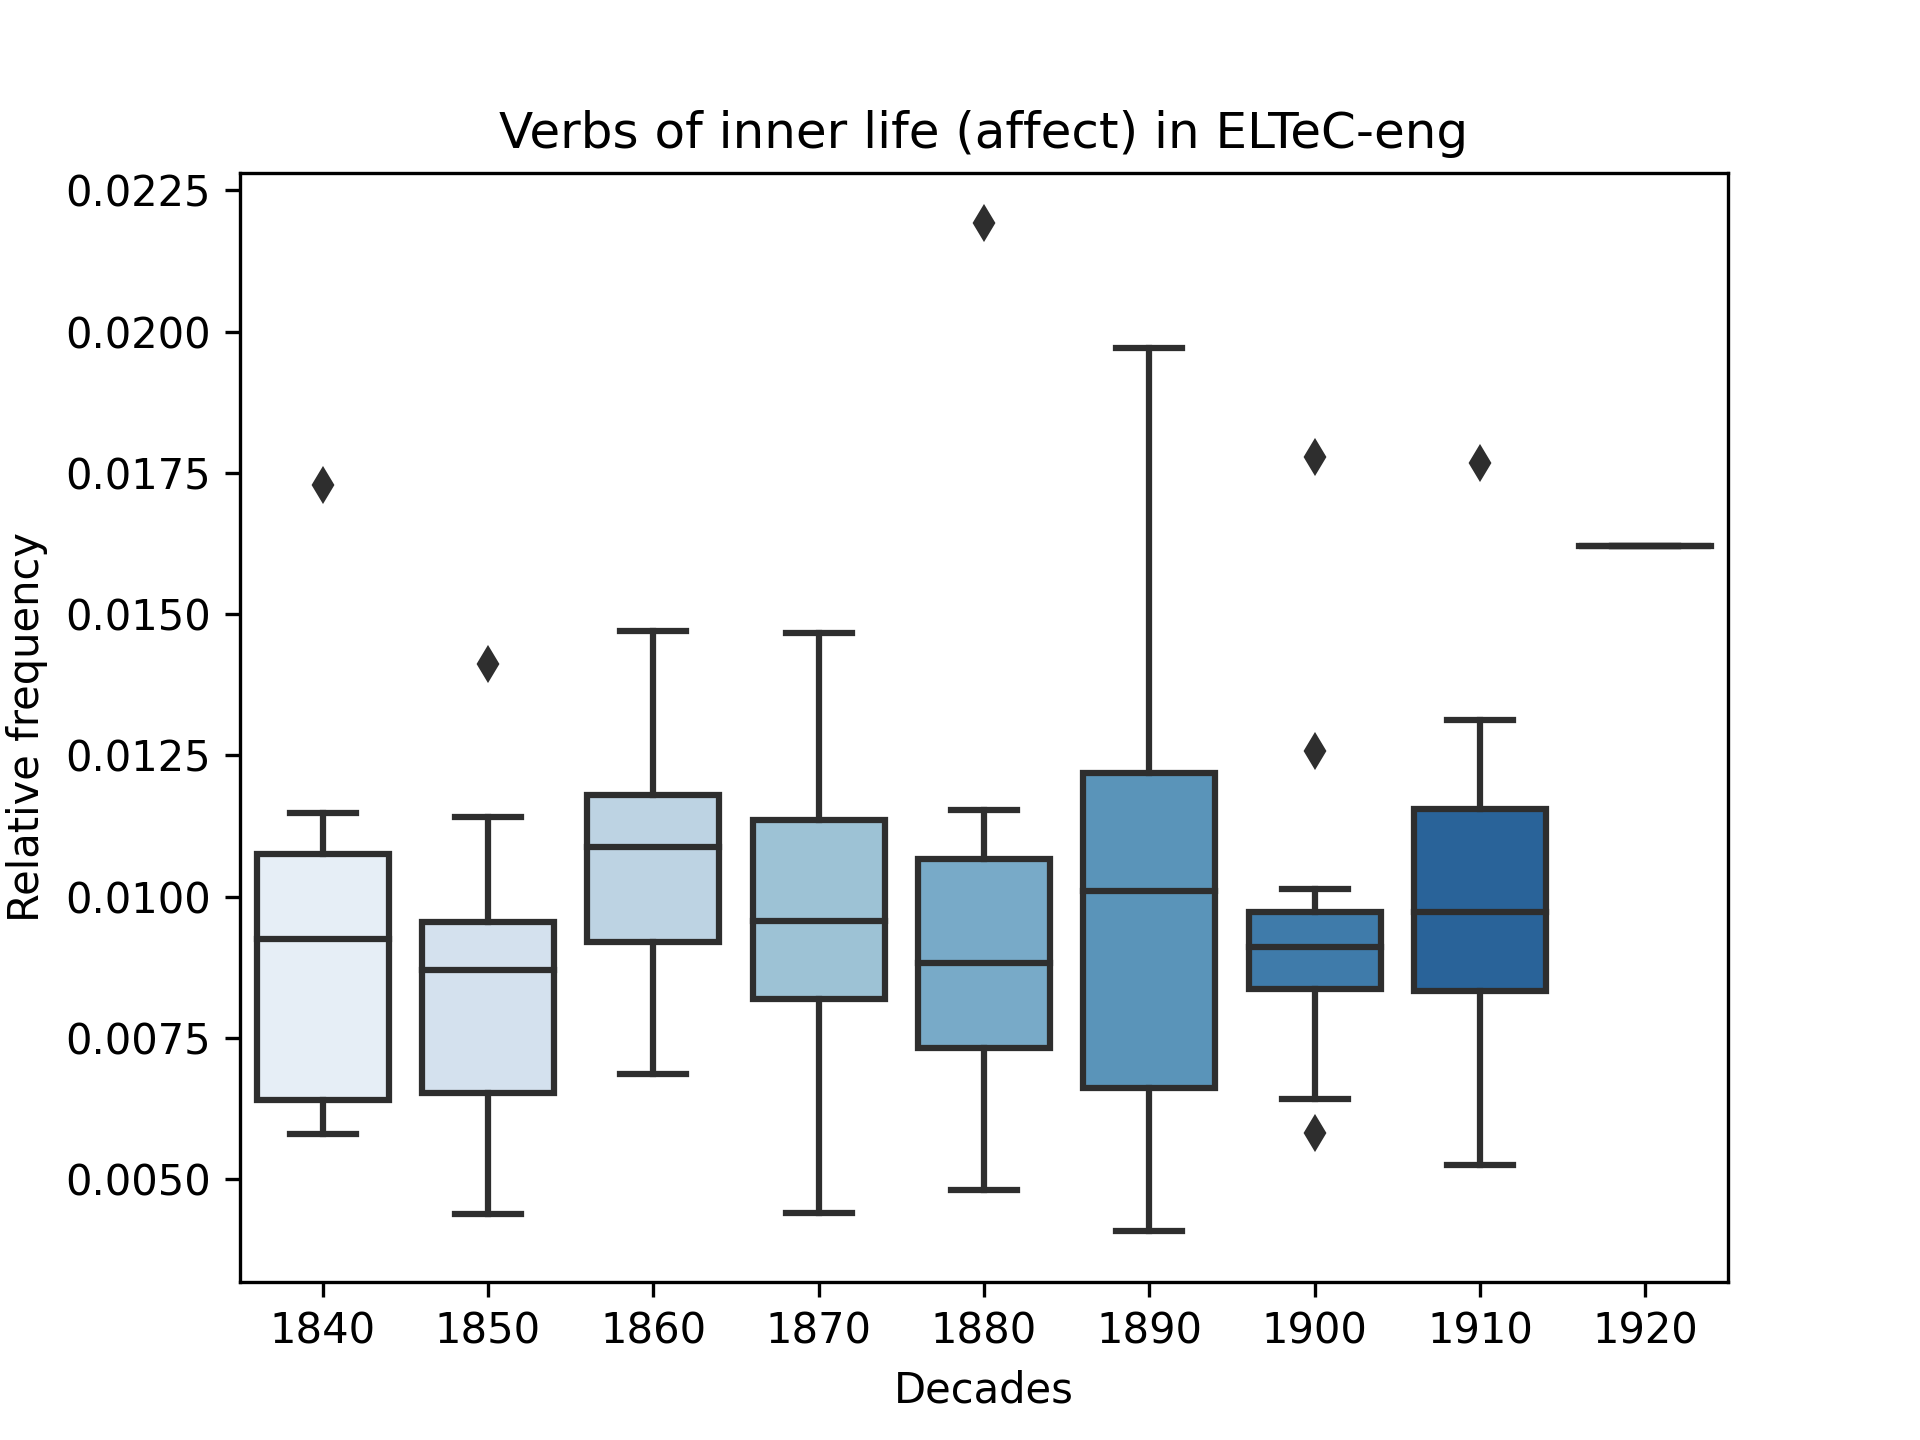 Verbs of inner life (affect) in ELTeC-eng
0.0225
0.0200
0.0175
0.0150
0.0125
0.0100
0.0075
0.0050
Relative frequency
1840 1850 1860 1870 1880 1890 1900 1910 1920
Decades